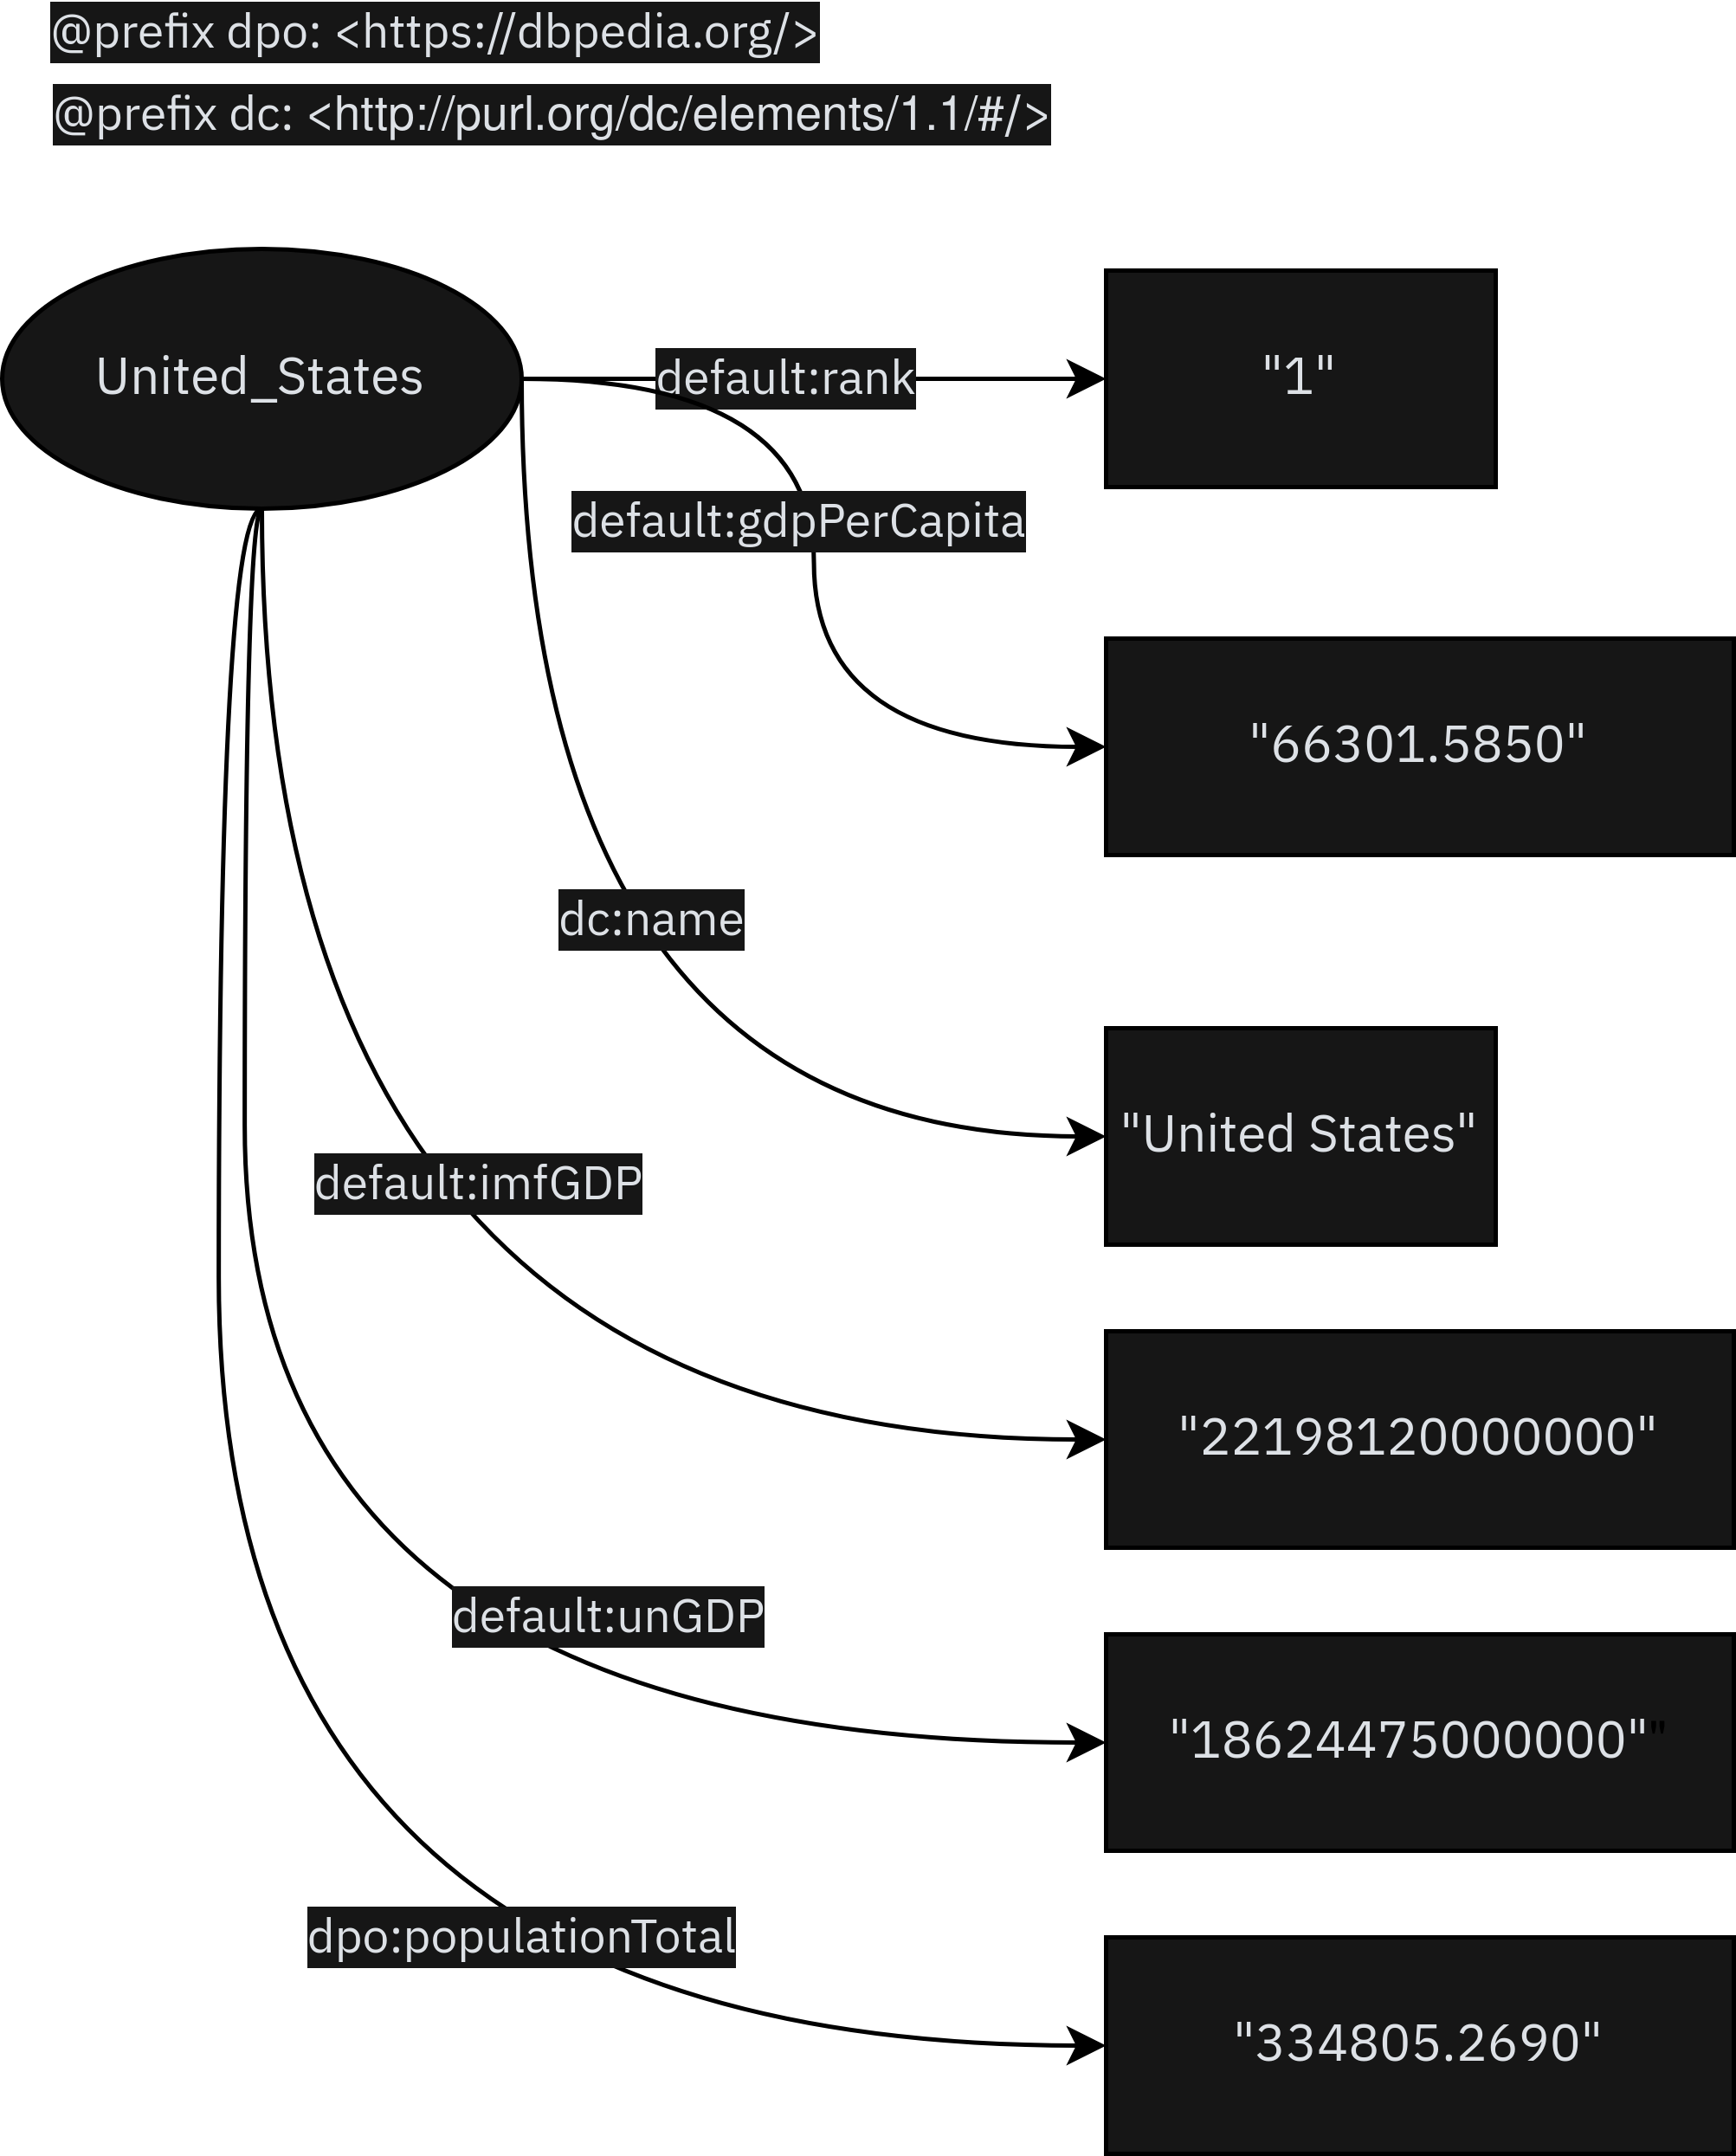 @prefix dpo: <https://dbpedia.org/>
@prefix dc: <http://purl.org/dc/elements/1.1/#/>
United_States
default:rank
"1"
default:gdpPerCapita
"66301.5850"
dc:name
"United States"
default:imfGDP
"22198120000000"
default:unGDP
"18624475000000""
dpo:populationTotal
"334805.2690"